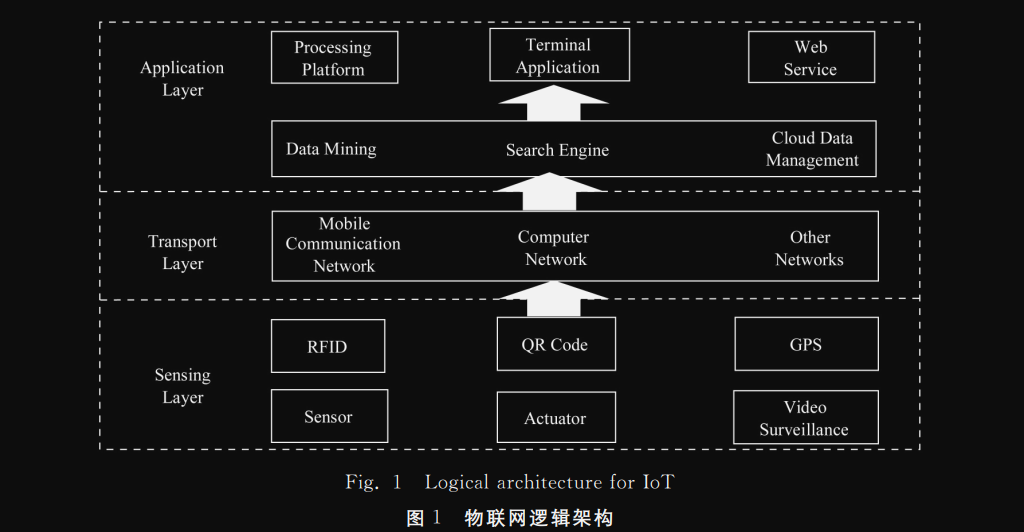 Application
Layer
Processing
Platform
Terminal
Application
Web
Service
Data Mining
Search Engine
Cloud Data
Management
Transport
Layer
Mobile
Communication
Network
Computer
Network
Other
Networks
Sensing
Layer
RFID
QR Code
GPS
Sensor
Actuator
Video
Surveillance
Fig. 1 Logical architecture for IoT
图 1 物联网逻辑架构